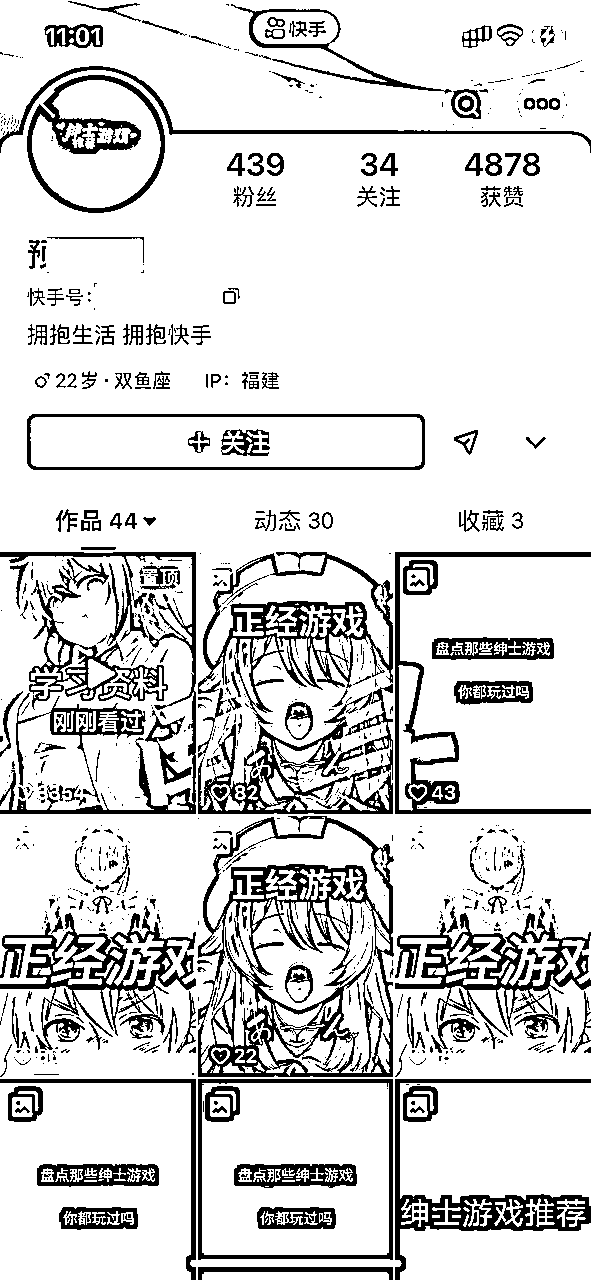 11:01
快手
绅士游戏
439 34 4878
粉丝 关注 获赞
预
快手号:
拥抱生活 拥抱快手
22岁·双鱼座 IP: 福建
关注
作品 44 动态 30 收藏 3
置顶
学习资料
刚刚看过
正经游戏
82
盘点那些绅士游戏
你都玩过吗
43
正经游戏
正经游戏
22
正经游戏
盘点那些绅士游戏
你都玩过吗
盘点那些绅士游戏
你都玩过吗
绅士游戏推荐